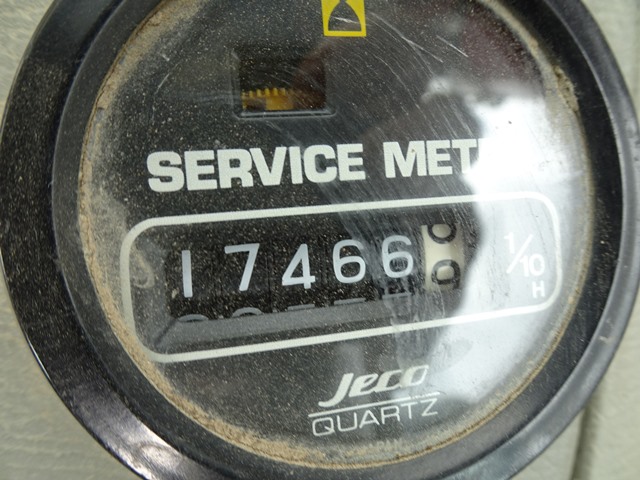 SERVICE MET
17466
1/10
H
Jeco
QUARTZ